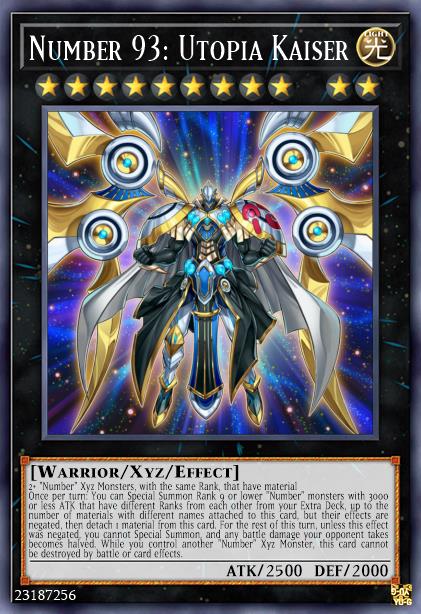 Number 93: Utopia Kaiser
LIGHT
光
[Warrior/Xyz/Effect]
2+ "Number" Xyz Monsters, with the same Rank, that have material
Once per turn: You can Special Summon Rank 9 or lower "Number" monsters with 3000
or less ATK that have different Ranks from each other from your Extra Deck, up to the
number of materials with different names attached to this card, but their effects are
negated, then detach 1 material from this card. For the rest of this turn, unless this effect
was negated, you cannot Special Summon, and any battle damage your opponent takes
becomes halved. While you control another "Number" Xyz Monster, this card cannot
be destroyed by battle or card effects.
ATK/2500 DEF/2000
23187256